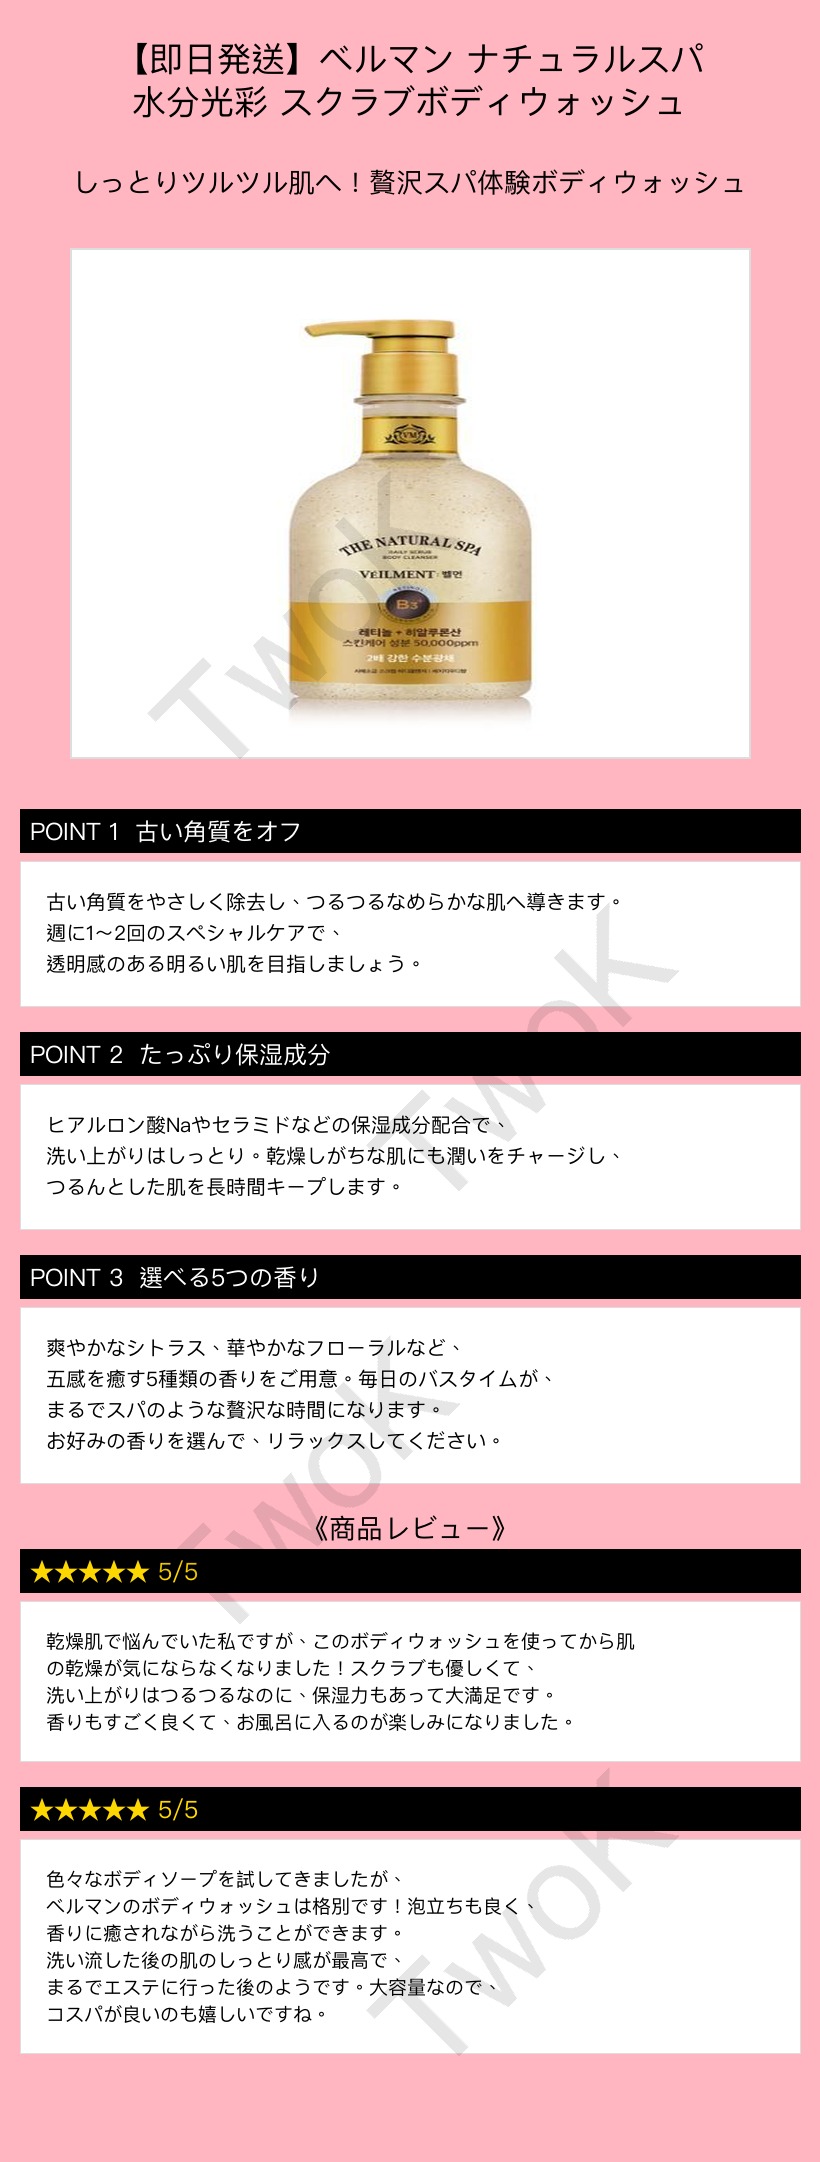 【即日発送】ベルマン ナチュラルスパ
水分光彩 スクラブボディウォッシュ
しっとりツルツル肌へ！贅沢スパ体験ボディウォッシュ
VM
THE NATURAL SPA
DAILY SCRUB
BODY CLEANSER
VEILMENT 벨먼
RETINOL
B3
레티놀 + 히알루론산
스킨케어 성분 50,000ppm
2배 강한 수분광채
TwoK
POINT 1 古い角質をオフ
古い角質をやさしく除去し、つるつるなめらかな肌へ導きます。
週に1～2回のスペシャルケアで、
透明感のある明るい肌を目指しましょう。
TwoK
POINT 2 たっぷり保湿成分
ヒアルロン酸Naやセラミドなどの保湿成分配合で、
洗い上がりはしっとり。乾燥しがちな肌にも潤いをチャージし、
つるんとした肌を長時間キープします。
POINT 3 選べる5つの香り
爽やかなシトラス、華やかなフローラルなど、
五感を癒す5種類の香りをご用意。毎日のバスタイムが、
まるでスパのような贅沢な時間になります。
お好みの香りを選んで、リラックスしてください。
TwoK
《商品レビュー》
★★★★★ 5/5
乾燥肌で悩んでいた私ですが、このボディウォッシュを使ってから肌
の乾燥が気にならなくなりました！スクラブも優しくて、
洗い上がりはつるつるなのに、保湿力もあって大満足です。
香りもすごく良くて、お風呂に入るのが楽しみになりました。
★★★★★ 5/5
色々なボディソープを試してきましたが、
ベルマンのボディウォッシュは格別です！泡立ちも良く、
香りに癒されながら洗うことができます。
洗い流した後の肌のしっとり感が最高で、
まるでエステに行った後のようです。大容量なので、
コスパが良いのも嬉しいですね。
TwoK